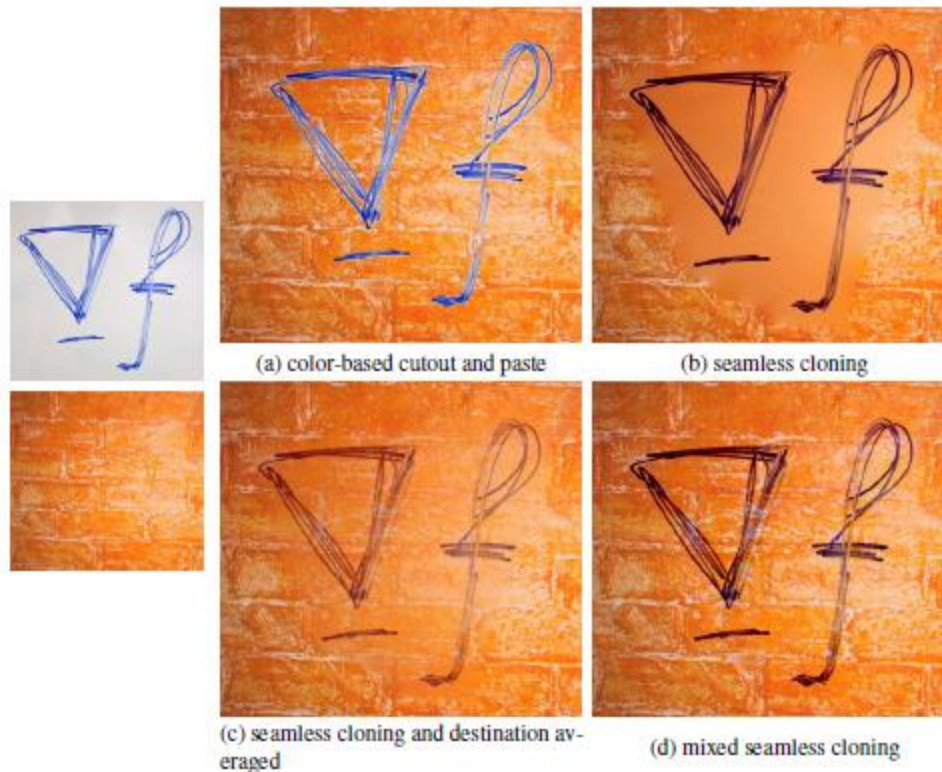 ∇ f
(a) color-based cutout and paste
∇ f
(b) seamless cloning
∇ f
∇ f
(c) seamless cloning and destination av-
eraged
∇ f
(d) mixed seamless cloning